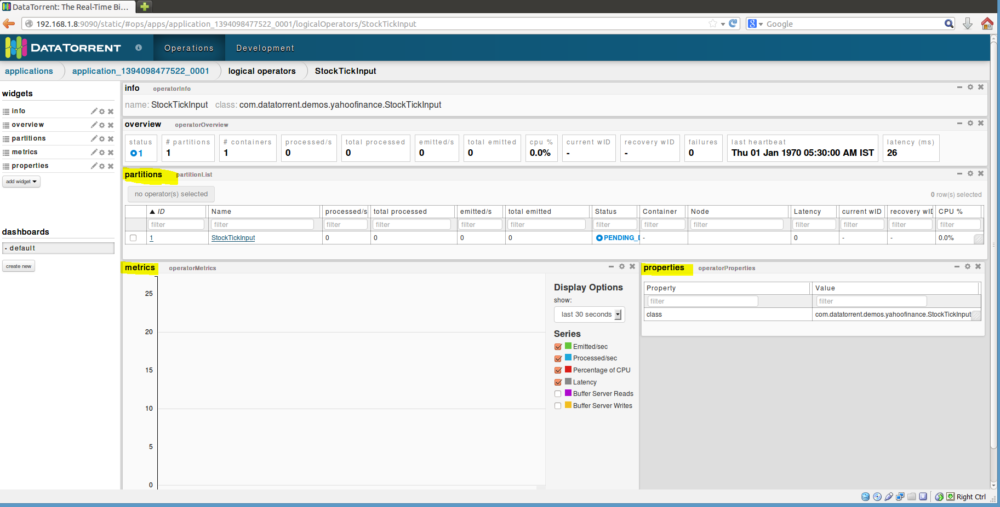 DataTorrent: The Real-Time Bi...
192.168.1.8:9090/static/#ops/apps/application_1394098477522_0001/logicalOperators/StockTickInput
Google
DATATORRENT
Operations
Development
applications
application_1394098477522_0001
logical operators
StockTickInput
widgets
info
overview
partitions
metrics
properties
add widget
dashboards
- default
create new
info operatorInfo
name: StockTickInput class: com.datatorrent.demos.yahoofinance.StockTickInput
overview operatorOverview
status # partitions # containers processed/s total processed emitted/s total emitted cpu % current wID recovery wID failures last heartbeat latency (ms)
1 1 1 0 0 0 0 0.0% - - 0 Thu 01 Jan 1970 05:30:00 AM IST 26
partitions partitionList
no operator(s) selected
0 row(s) selected
ID Name processed/s total processed emitted/s total emitted Status Container Node Latency current wID recovery wID CPU %
filter filter filter filter filter filter filter filter filter filter filter filter filter
1 StockTickInput 0 0 0 0 PENDING_D - 0 - - 0.0%
metrics operatorMetrics
25
20
15
10
5
0
Display Options
show:
last 30 seconds
Series
Emitted/sec
Processed/sec
Percentage of CPU
Latency
Buffer Server Reads
Buffer Server Writes
properties operatorProperties
Property Value
filter filter
class com.datatorrent.demos.yahoofinance.StockTickInput
Right Ctrl